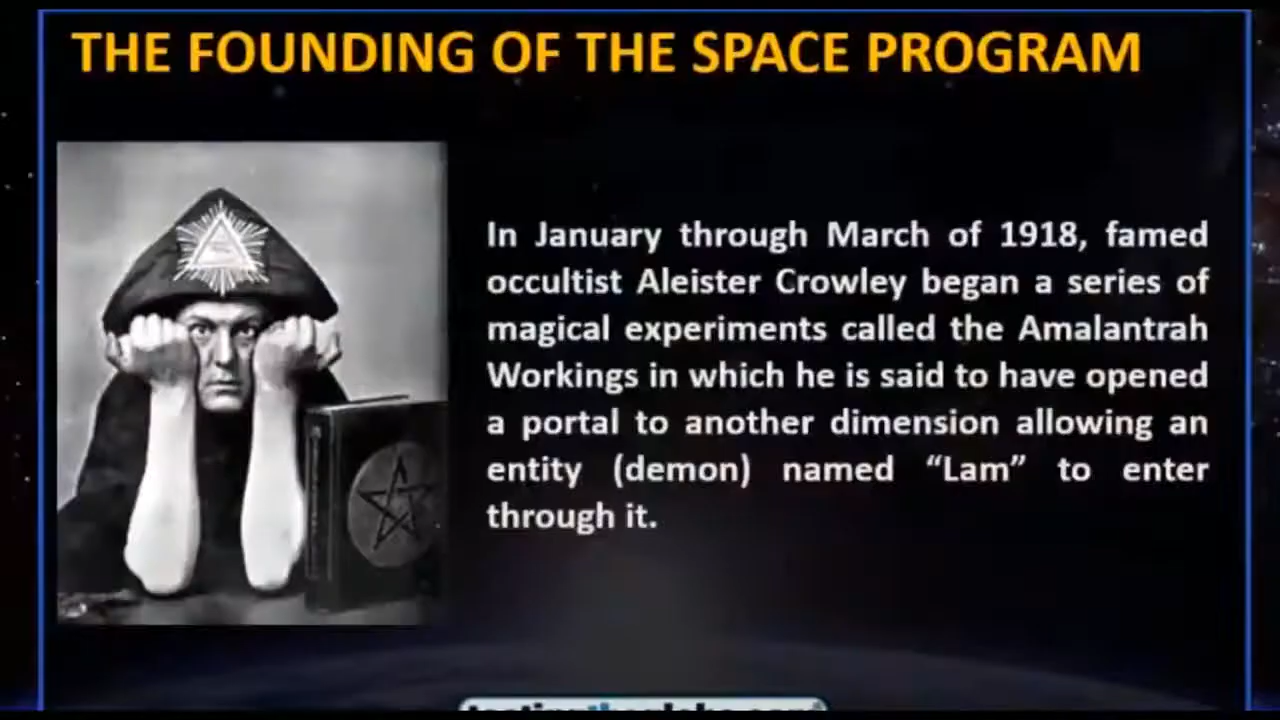 THE FOUNDING OF THE SPACE PROGRAM
In January through March of 1918, famed
occultist Aleister Crowley began a series of
magical experiments called the Amalantrah
Workings in which he is said to have opened
a portal to another dimension allowing an
entity (demon) named “Lam” to enter
through it.